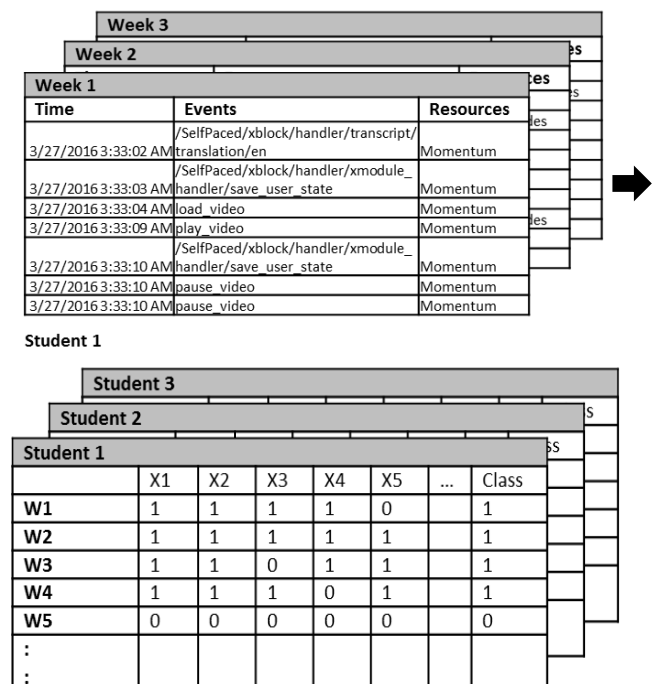 Week 3
es
Week 2
ces
es
Week 1
Time Events Resources
des
/SelfPaced/xblock/handler/transcript/
3/27/2016 3:33:02 AM translation/en Momentum
/SelfPaced/xblock/handler/xmodule_
3/27/2016 3:33:03 AM handler/save_user_state Momentum
3/27/2016 3:33:04 AM load_video Momentum
des
3/27/2016 3:33:09 AM play_video Momentum
/SelfPaced/xblock/handler/xmodule_
3/27/2016 3:33:10 AM handler/save_user_state Momentum
3/27/2016 3:33:10 AM pause_video Momentum
3/27/2016 3:33:10 AM pause_video Momentum
Student 1
Student 3
s
Student 2
ss
Student 1
X1 X2 X3 X4 X5 ... Class
W1 1 1 1 1 0 1
W2 1 1 1 1 1 1
W3 1 1 0 1 1 1
W4 1 1 1 0 1 1
W5 0 0 0 0 0 0
:
: